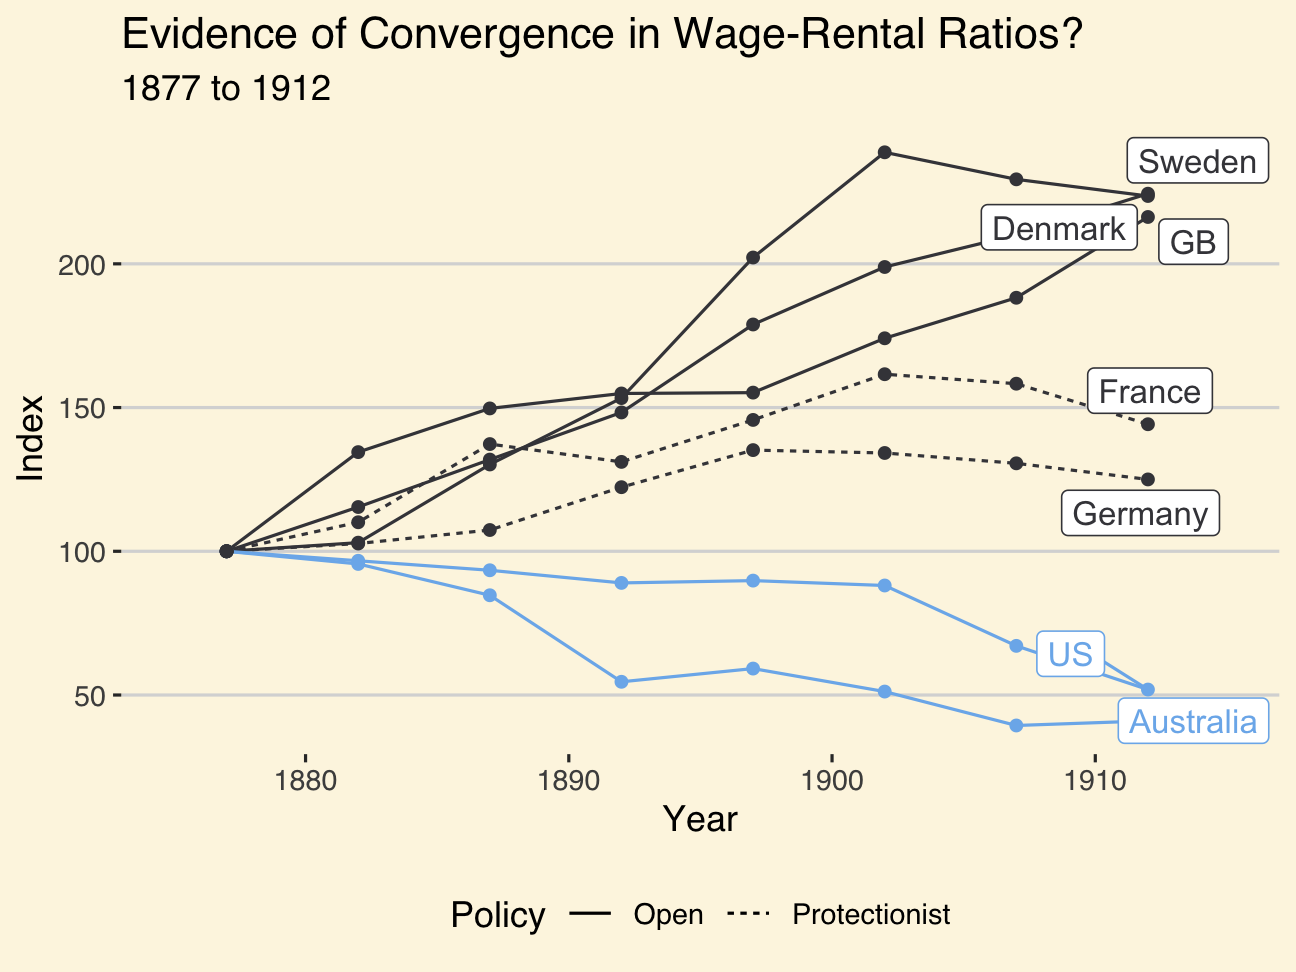 Evidence of Convergence in Wage-Rental Ratios?
1877 to 1912
Sweden
Denmark
GB
200
France
150
Index
Germany
100
US
50
Australia
1880 1890 1900 1910
Year
Policy Open Protectionist